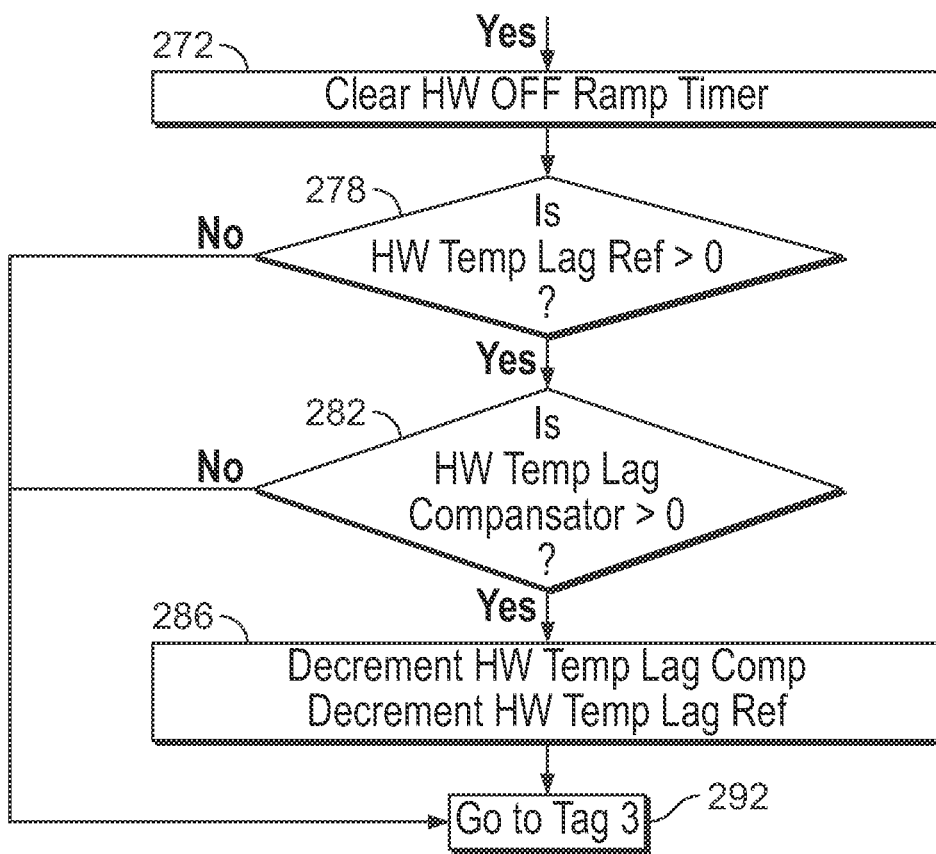 Yes
272
Clear HW OFF Ramp Timer
278
No
Is
HW Temp Lag Ref > 0
?
Yes
282
No
Is
HW Temp Lag
Compansator > 0
?
Yes
286
Decrement HW Temp Lag Comp
Decrement HW Temp Lag Ref
Go to Tag 3
292